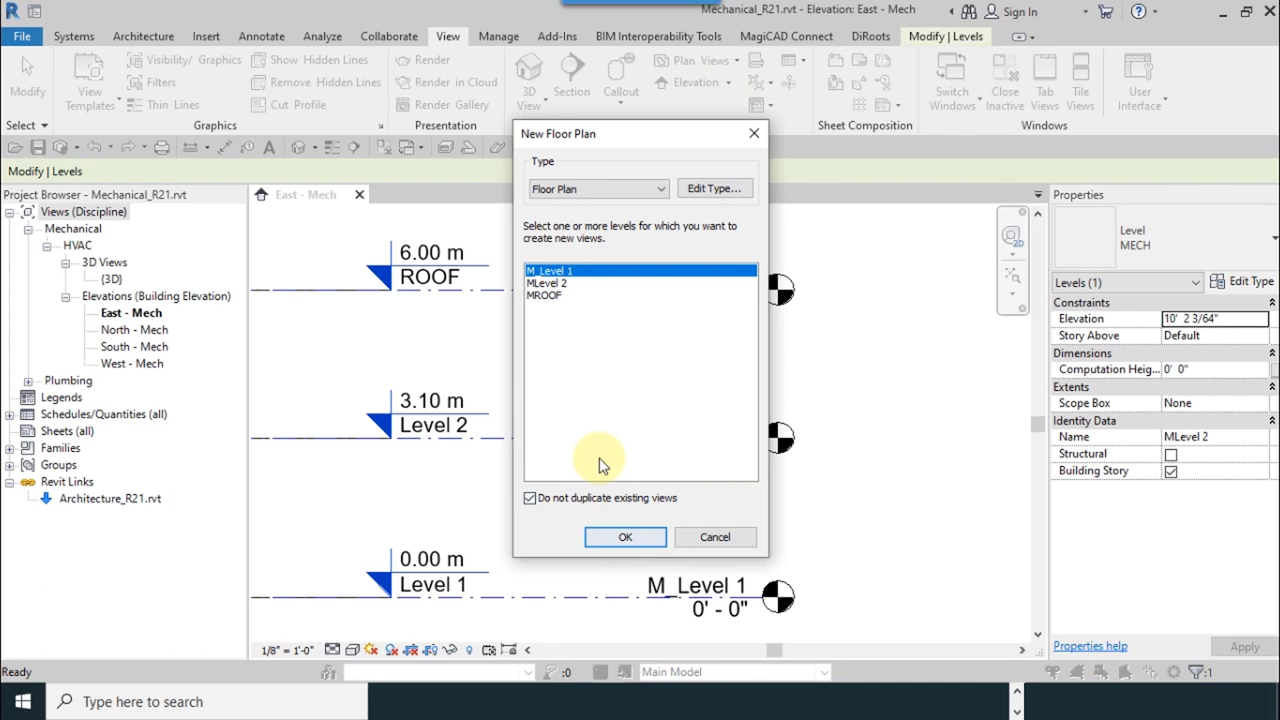 Mechanical_R21.rvt - Elevation: East - Mech
Sign In
File Systems Architecture Insert Annotate Analyze Collaborate View Manage Add-Ins BIM Interoperability Tools MagiCAD Connect DiRoots Modify | Levels
Modify
View
Templates
Visibility/ Graphics
Filters
Thin Lines
Show Hidden Lines
Remove Hidden Lines
Cut Profile
Render
Render in Cloud
Render Gallery
3D
View
Section
Callout
Plan Views
Elevation
Switch
Windows
Close
Inactive
Tab
Views
Tile
Views
User
Interface
Select
Graphics
Presentation
Sheet Composition
Windows
Modify | Levels
Project Browser - Mechanical_R21.rvt
Views (Discipline)
Mechanical
HVAC
3D Views
{3D}
Elevations (Building Elevation)
East - Mech
North - Mech
South - Mech
West - Mech
Plumbing
Legends
Schedules/Quantities (all)
Sheets (all)
Families
Groups
Revit Links
Architecture_R21.rvt
East - Mech
6.00 m
ROOF
3.10 m
Level 2
0.00 m
Level 1
M_Level 1
0' - 0"
New Floor Plan
Type
Floor Plan
Edit Type...
Select one or more levels for which you want to
create new views.
M_Level 1
MLevel 2
MROOF
Do not duplicate existing views
OK
Cancel
2D
Properties
Level
MECH
Levels (1)
Edit Type
Constraints
Elevation 10' 2 3/64"
Story Above Default
Dimensions
Computation Heig... 0' 0"
Extents
Scope Box None
Identity Data
Name MLevel 2
Structural
Building Story
Properties help
Apply
1/8" = 1'-0"
Ready
:0
Main Model
:1
Type here to search